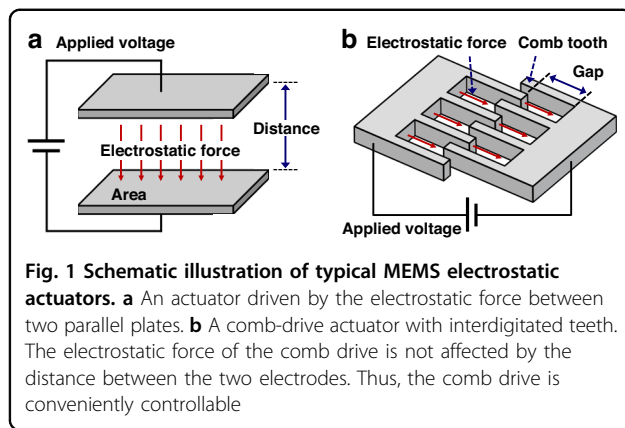 a
Applied voltage
Electrostatic force
Distance
Area
b
Electrostatic force
Comb tooth
Gap
Applied voltage
Fig. 1 Schematic illustration of typical MEMS electrostatic
actuators. a An actuator driven by the electrostatic force between
two parallel plates. b A comb-drive actuator with interdigitated teeth.
The electrostatic force of the comb drive is not affected by the
distance between the two electrodes. Thus, the comb drive is
conveniently controllable